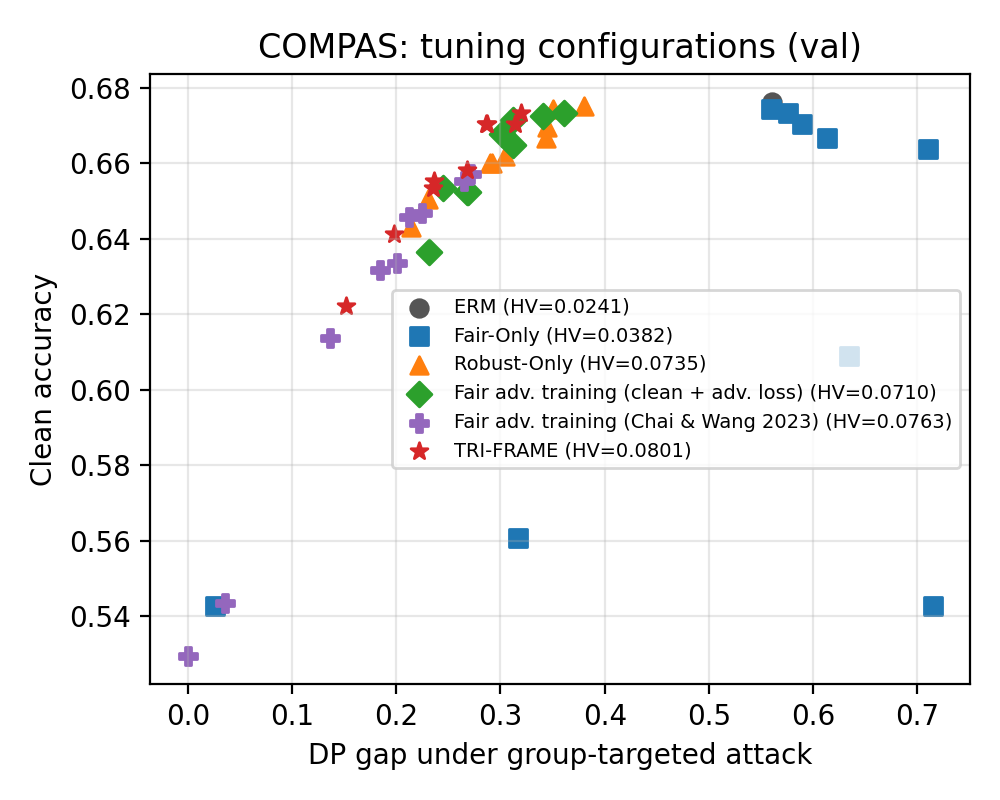 COMPAS: tuning configurations (val)
0.68
0.66
0.64
0.62
0.60
0.58
0.56
0.54
Clean accuracy
ERM (HV=0.0241)
Fair-Only (HV=0.0382)
Robust-Only (HV=0.0735)
Fair adv. training (clean + adv. loss) (HV=0.0710)
Fair adv. training (Chai & Wang 2023) (HV=0.0763)
TRI-FRAME (HV=0.0801)
0.0 0.1 0.2 0.3 0.4 0.5 0.6 0.7
DP gap under group-targeted attack